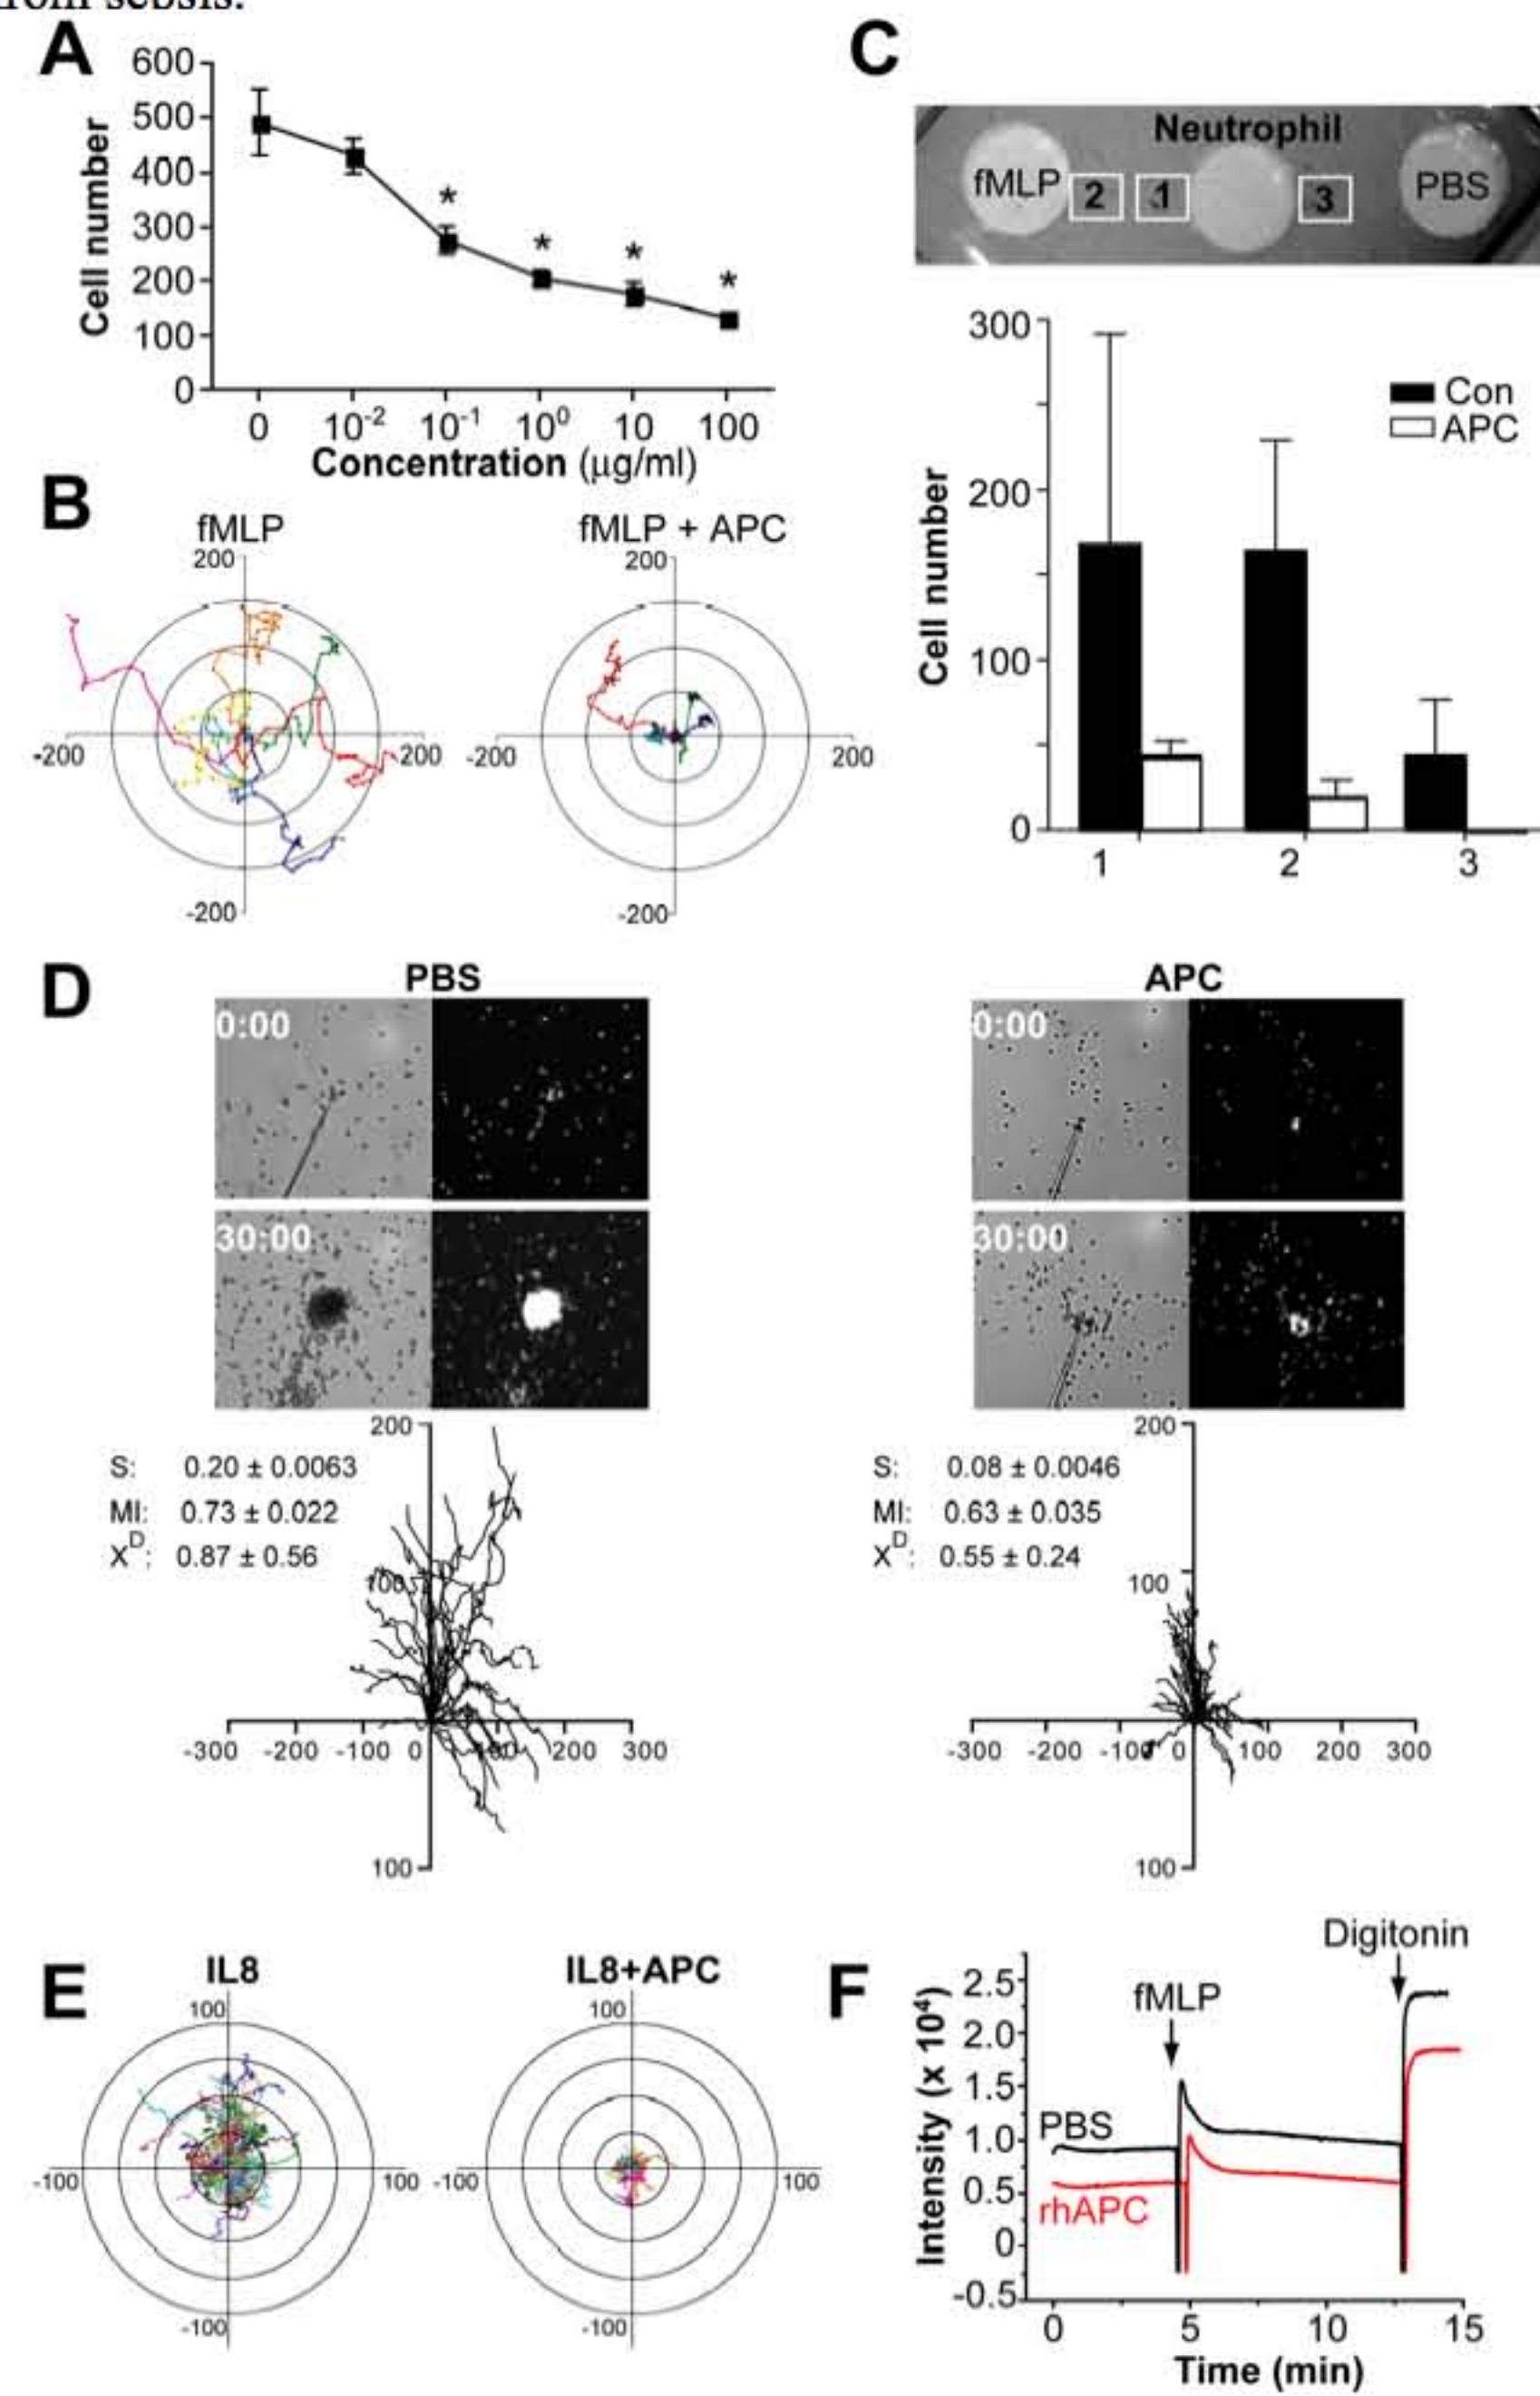 from sepsis.
A
600
500
400
300
200
100
0
Cell number
*
*
*
*
0 10-2 10-1 100 10 100
Concentration (μg/ml)
B
fMLP
200
-200 200
-200
fMLP + APC
200
-200 200
-200
C
Neutrophil
fMLP 2 1 3 PBS
300
200
100
0
Cell number
Con
APC
1 2 3
D
PBS
0:00
30:00
200
S: 0.20 ± 0.0063
MI: 0.73 ± 0.022
XD: 0.87 ± 0.56
100
-300 -200 -100 0 100 200 300
100
APC
0:00
30:00
200
S: 0.08 ± 0.0046
MI: 0.63 ± 0.035
XD: 0.55 ± 0.24
100
-300 -200 -100 0 100 200 300
100
E
IL8
100
-100 100
-100
IL8+APC
100
-100 100
-100
F
Digitonin
fMLP
PBS
rhAPC
2.5
2.0
1.5
1.0
0.5
0
-0.5
Intensity (x 10⁴)
0 5 10 15
Time (min)